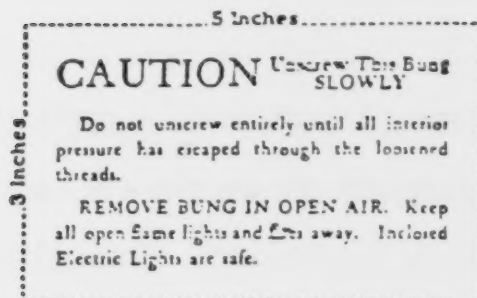 5 Inches
3 Inches
CAUTION Unscrew This Bung
SLOWLY
Do not unscrew entirely until all interior
pressure has escaped through the loosened
threads.
REMOVE BUNG IN OPEN AIR. Keep
all open flame lights and fires away. Inclosed
Electric Lights are safe.